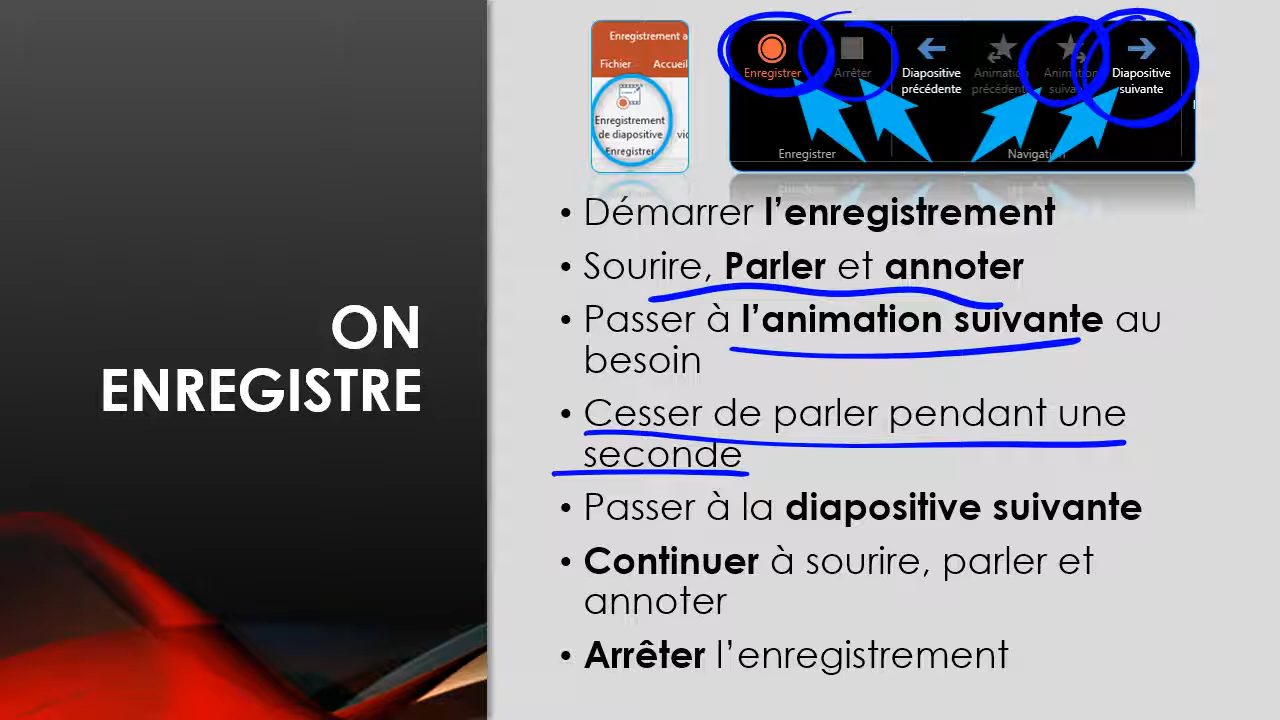 ON
ENREGISTRE
Enregistrement a
Fichier Accueil
Enregistrement
de diapositive
Enregistrer
Enregistrer Arrêter Diapositive précédente Animation précédente Animation suivante Diapositive suivante
Enregistrer Navigation
• Démarrer l’enregistrement
• Sourire, Parler et annoter
• Passer à l’animation suivante au
besoin
• Cesser de parler pendant une
seconde
• Passer à la diapositive suivante
• Continuer à sourire, parler et
annoter
• Arrêter l’enregistrement